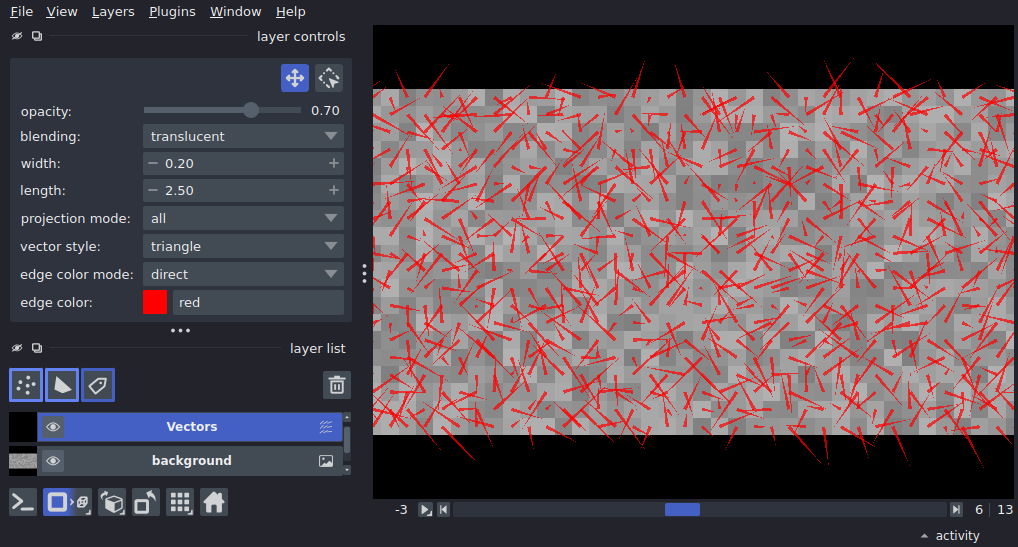 File View Layers Plugins Window Help
layer controls
opacity: 0.70
blending: translucent
width: − 0.20 +
length: − 2.50 +
projection mode: all
vector style: triangle
edge color mode: direct
edge color: red
layer list
Vectors
background
-3 6 13
activity